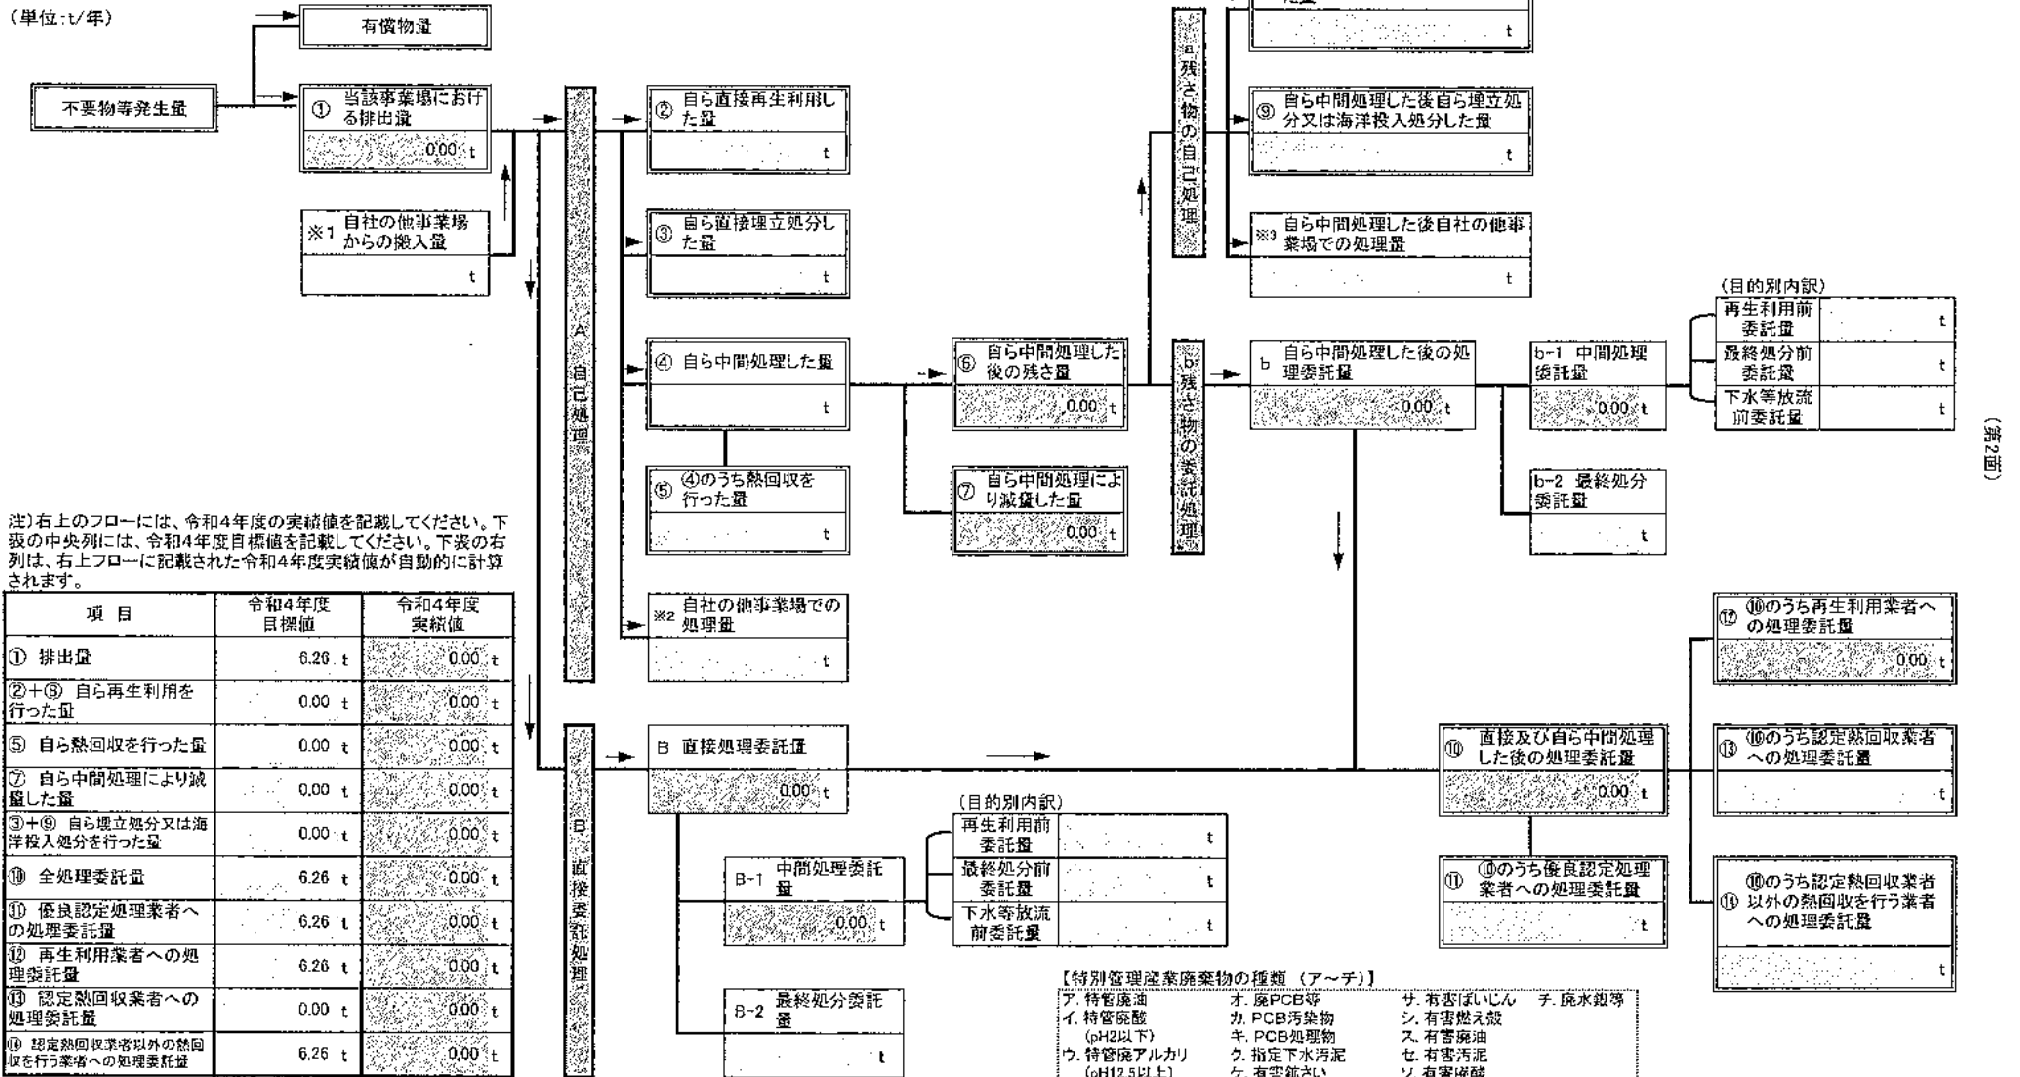 (単位:t/年)
有償物量
不要物等発生量
① 当該事業場におけ
る排出量
0.00 t
※1 自社の他事業場
からの搬入量
t
A 自己処理
② 自ら直接再生利用し
た量
t
③ 自ら直接埋立処分し
た量
t
④ 自ら中間処理した量
t
⑤ ④のうち熱回収を
行った量
t
※2 自社の他事業場での
処理量
t
⑥ 自ら中間処理した
後の残さ量
0.00 t
⑦ 自ら中間処理によ
り減量した量
0.00 t
a 残さ物の自己処理
t
⑨ 自ら中間処理した後自ら埋立処
分又は海洋投入処分した量
t
※3 自ら中間処理した後自社の他事
業場での処理量
t
b 残さ物の委託処理
b 自ら中間処理した後の処
理委託量
0.00 t
b-1 中間処理
委託量
0.00 t
b-2 最終処分
委託量
t
(目的別内訳)
再生利用前
委託量 t
最終処分前
委託量 t
下水等放流
前委託量 t
(第2面)
注)右上のフローには、令和4年度の実績値を記載してください。下
表の中央列には、令和4年度目標値を記載してください。下表の右
列は、右上フローに記載された令和4年度実績値が自動的に計算
されます。
項 目 令和4年度 目標値 令和4年度 実績値
① 排出量 6.26 t 0.00 t
②+⑧ 自ら再生利用を
行った量 0.00 t 0.00 t
⑤ 自ら熱回収を行った量 0.00 t 0.00 t
⑦ 自ら中間処理により減
量した量 0.00 t 0.00 t
③+⑨ 自ら埋立処分又は海
洋投入処分を行った量 0.00 t 0.00 t
⑩ 全処理委託量 6.26 t 0.00 t
⑪ 優良認定処理業者へ
の処理委託量 6.26 t 0.00 t
⑫ 再生利用業者への処
理委託量 6.26 t 0.00 t
⑬ 認定熱回収業者への
処理委託量 0.00 t 0.00 t
⑭ 認定熱回収業者以外の熱回
収を行う業者への処理委託量 6.26 t 0.00 t
B 直接委託処理
B 直接処理委託量
0.00 t
B-1 中間処理委託
量
0.00 t
B-2 最終処分委託
量
t
(目的別内訳)
再生利用前
委託量 t
最終処分前
委託量 t
下水等放流
前委託量 t
⑩ 直接及び自ら中間処理
した後の処理委託量
0.00 t
⑪ ⑩のうち優良認定処理
業者への処理委託量
t
⑫ ⑩のうち再生利用業者へ
の処理委託量
0.00 t
⑬ ⑩のうち認定熱回収業者
への処理委託量
t
⑭ ⑩のうち認定熱回収業者
以外の熱回収を行う業者
への処理委託量
t
【特別管理産業廃棄物の種類 (ア~チ)】
ア. 特管廃油 オ. 廃PCB等 サ. 有害ばいじん チ. 廃水銀等
イ. 特管廃酸 カ. PCB汚染物 シ. 有害燃え殻
(pH2以下) キ. PCB処理物 ス. 有害廃油
ウ. 特管廃アルカリ ク. 指定下水汚泥 セ. 有害汚泥
(pH12.5以上) ケ. 有害鉱さい ソ. 有害廃酸